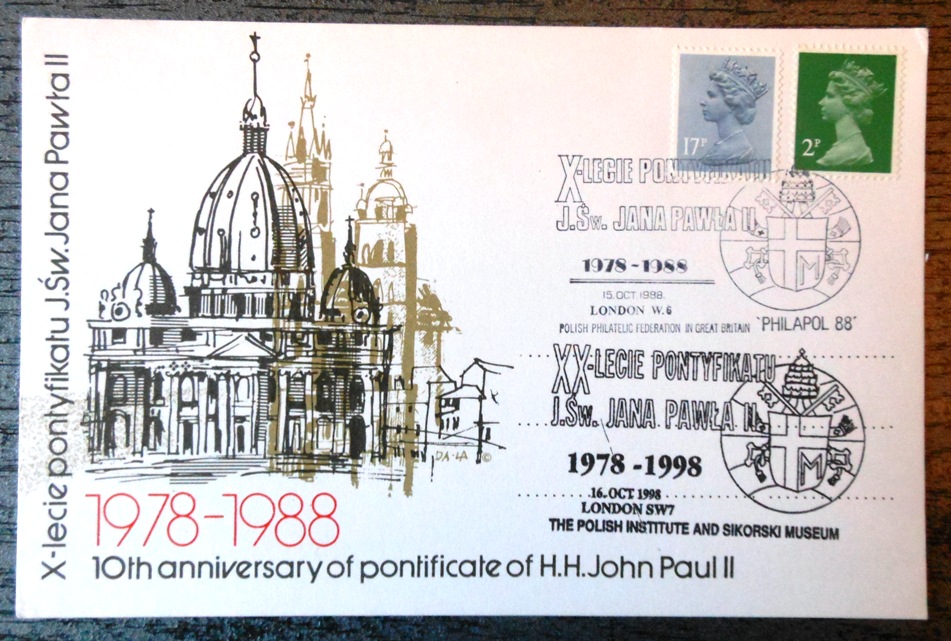 X-lecie pontyfikatu J.Św. Jana Pawła II
17P
2P
X-LECIE PONTYFIKATU
J.Św. JANA PAWŁA II
1978-1988
15.OCT 1988.
LONDON W.6
POLISH PHILATELIC FEDERATION IN GREAT BRITAIN
'PHILAPOL 88'
M
XX-LECIE PONTYFIKATU
J.Św. JANA PAWŁA II
1978 -1998
16.OCT 1998
LONDON SW7
THE POLISH INSTITUTE AND SIKORSKI MUSEUM
M
DA·ŁA ©
1978-1988
10th anniversary of pontificate of H.H. John Paul II